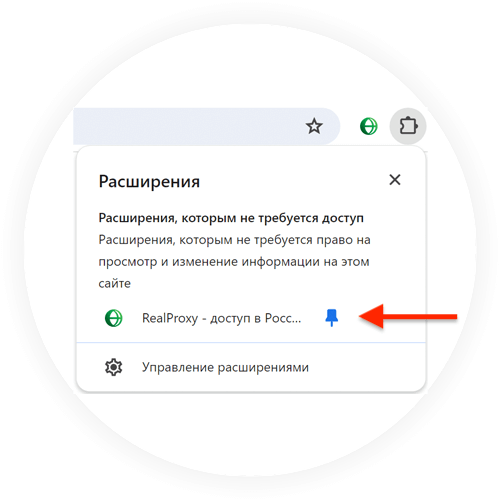 Расширения
Расширения, которым не требуется доступ
Расширения, которым не требуется право на
просмотр и изменение информации на этом
сайте
RealProxy - доступ в Росс...
Управление расширениями